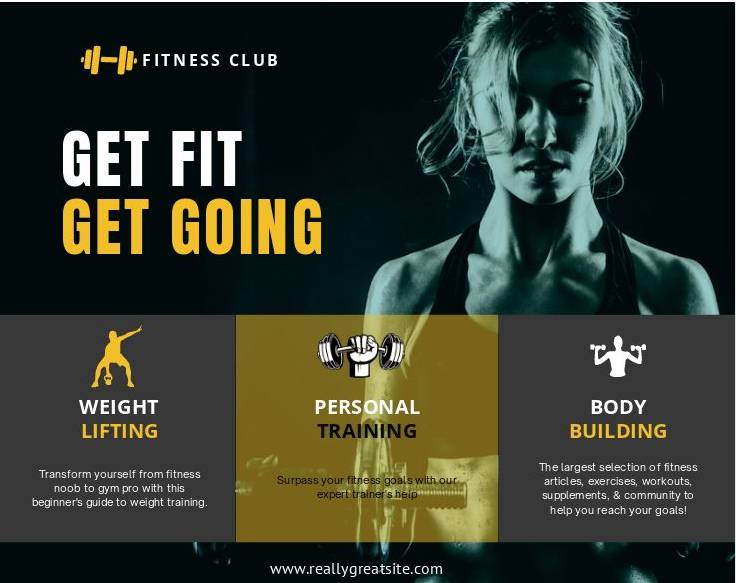 FITNESS CLUB
GET FIT
GET GOING
WEIGHT
LIFTING
Transform yourself from fitness
noob to gym pro with this
beginner's guide to weight training.
PERSONAL
TRAINING
Surpass your fitness goals with our
expert trainer's help
BODY
BUILDING
The largest selection of fitness
articles, exercises, workouts,
supplements, & community to
help you reach your goals!
www.reallygreatsite.com